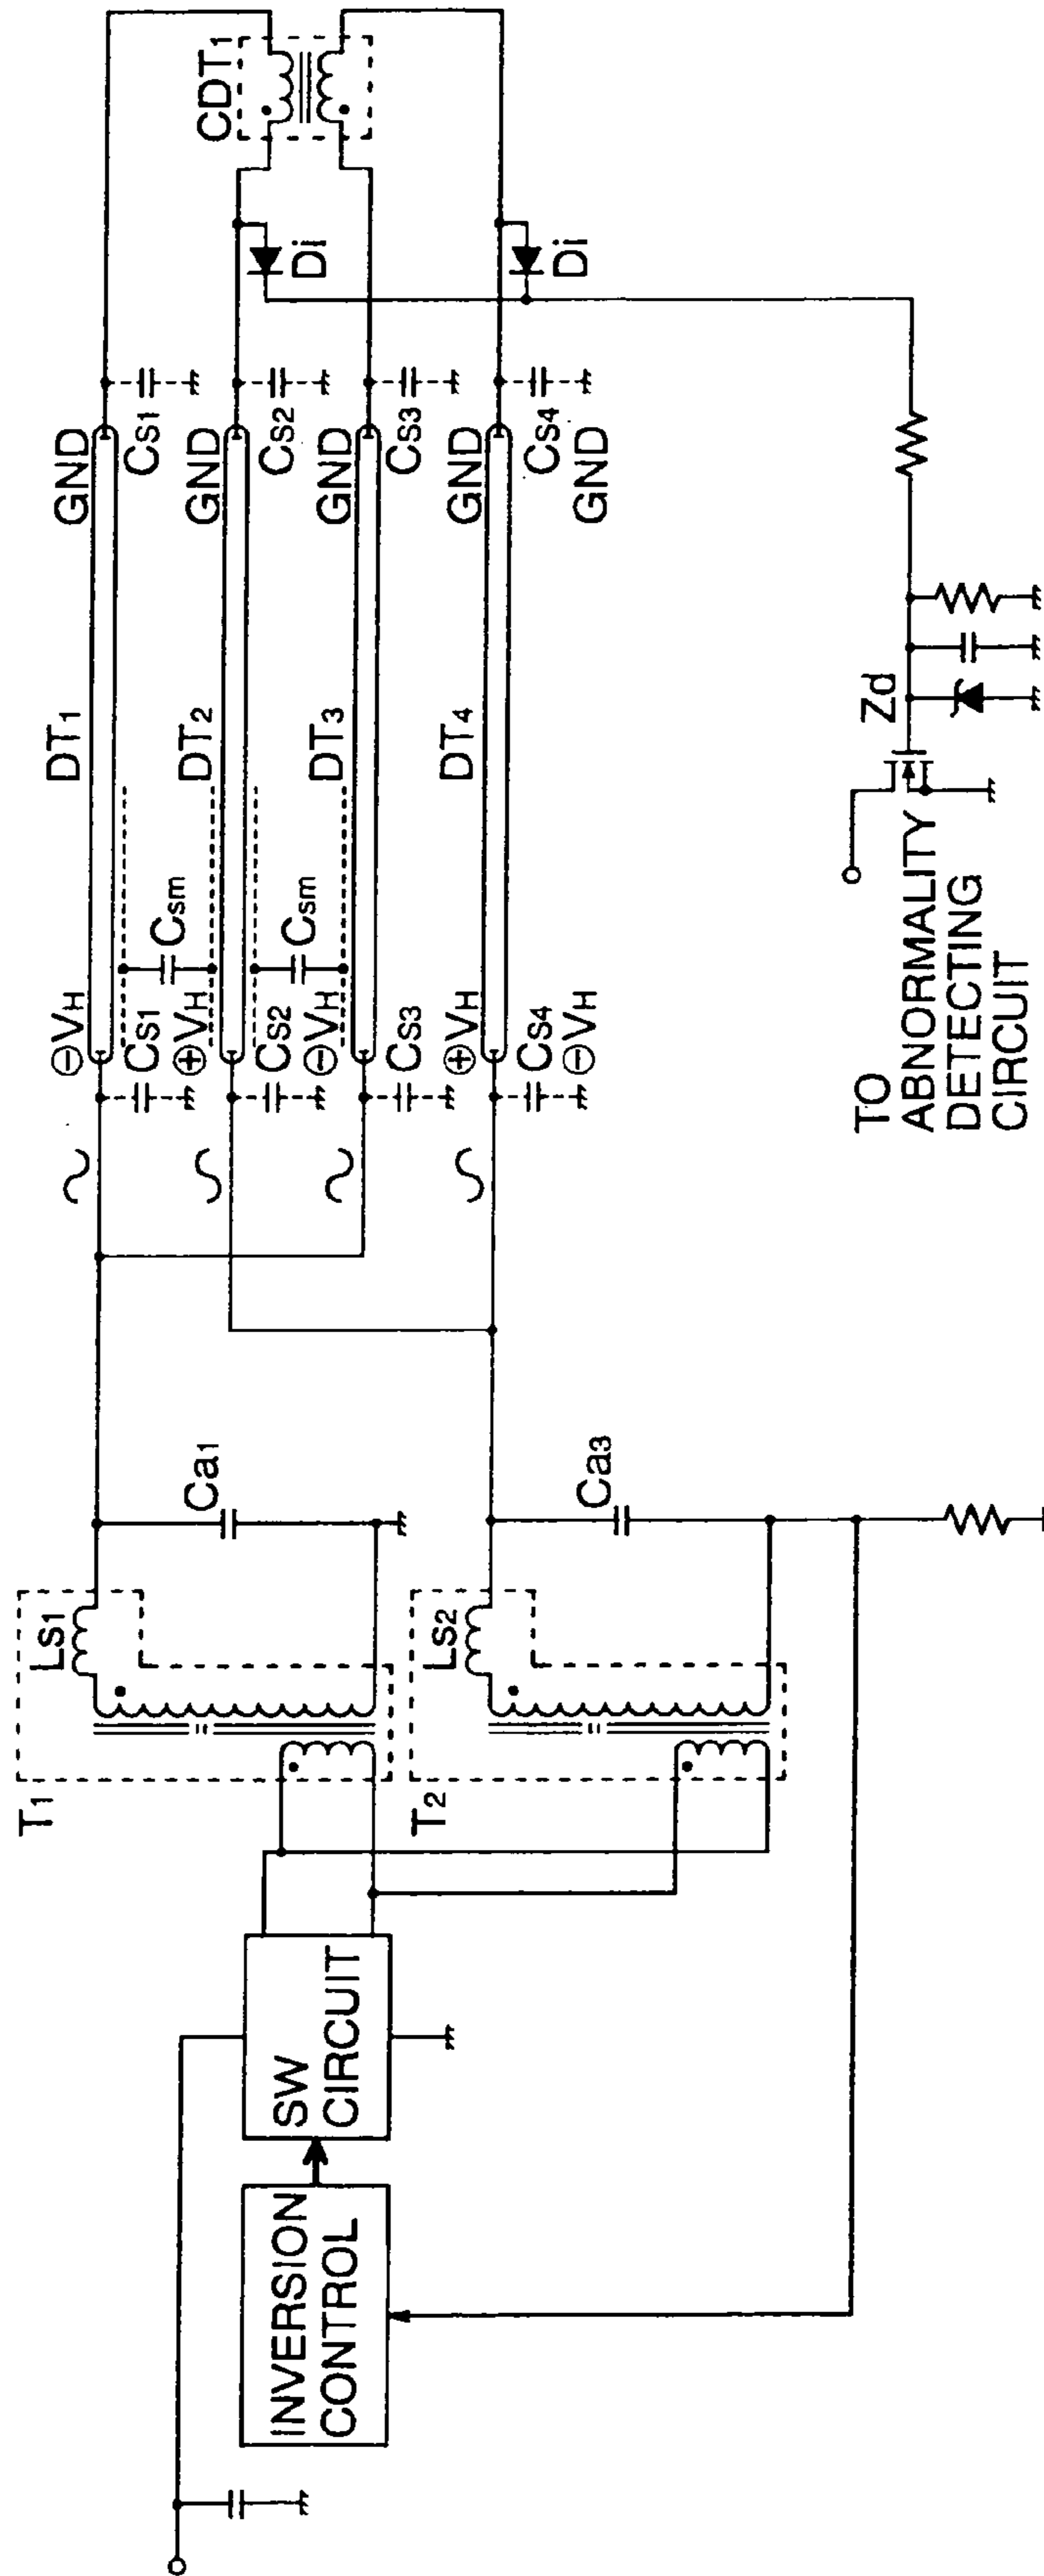 INVERSION
CONTROL
SW
CIRCUIT
T1
LS1
Ca1
T2
LS2
Ca3
⊖VH
CS1
Csm
DT1
GND
CS1
⊕VH
CS2
Csm
DT2
GND
CS2
⊖VH
CS3
DT3
GND
CS3
⊕VH
CS4
⊖VH
DT4
GND
CS4
GND
CDT1
Di
Di
Zd
TO
ABNORMALITY
DETECTING
CIRCUIT